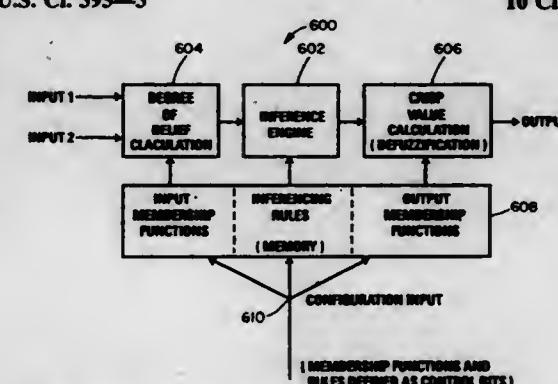 U.S. Cl. 395—3
10 Cl
600
604
602
606
INPUT 1
INPUT 2
DEGREE
OF
BELIEF
CLACULATION
INFERENCE
ENGINE
CRISP
VALUE
CALCULATION
(DEFUZZIFICATION)
OUTPUT
INPUT
MEMBERSHIP
FUNCTIONS
INFERENCING
RULES
(MEMORY)
OUTPUT
MEMBERSHIP
FUNCTIONS
608
610
CONFIGURATION INPUT
(MEMBERSHIP FUNCTIONS AND
RULES DEFINED AS CONTROL BITS)